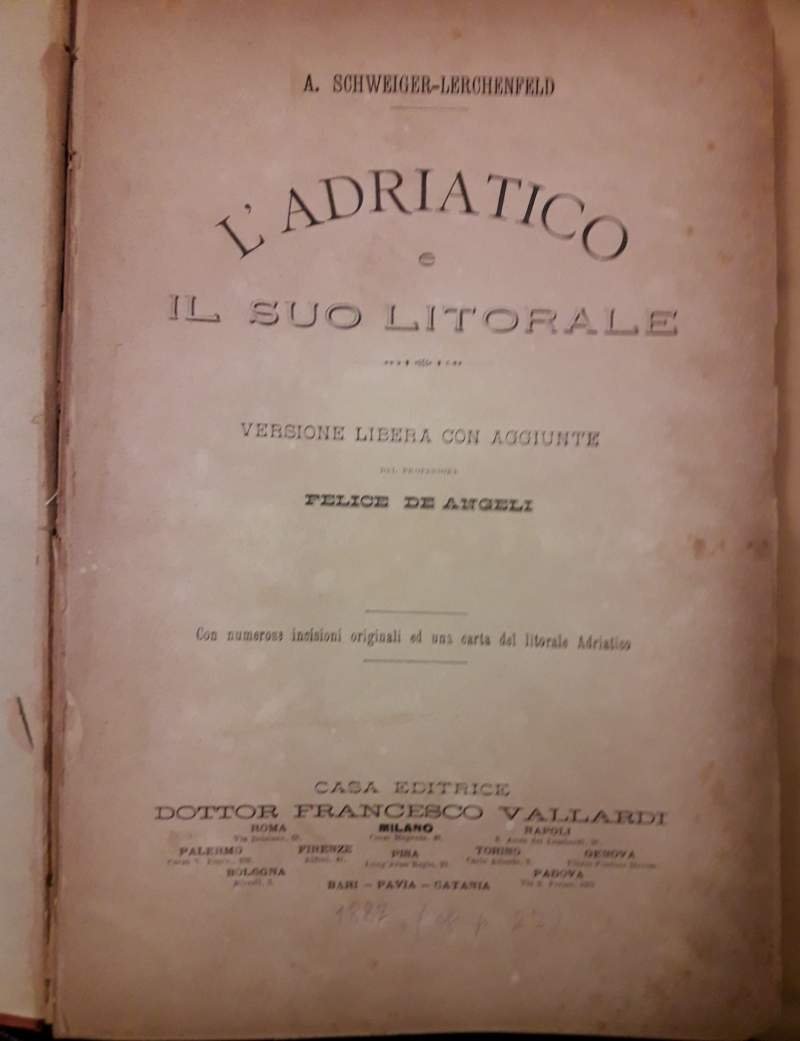 A. SCHWEIGER-LERCHENFELD
L'ADRIATICO
e
IL SUO LITORALE
VERSIONE LIBERA CON AGGIUNTE
DEL PROFESSORE
FELICE DE ANGELI
Con numerose incisioni originali ed una carta del litorale Adriatico
CASA EDITRICE
DOTTOR FRANCESCO VALLARDI
ROMA MILANO NAPOLI
PALERMO FIRENZE PISA TORINO GENOVA
BOLOGNA PADOVA
BARI – PAVIA – CATANIA